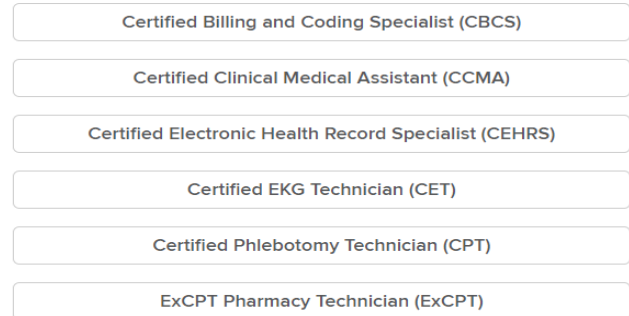 Certified Billing and Coding Specialist (CBCS)
Certified Clinical Medical Assistant (CCMA)
Certified Electronic Health Record Specialist (CEHRS)
Certified EKG Technician (CET)
Certified Phlebotomy Technician (CPT)
ExCPT Pharmacy Technician (ExCPT)